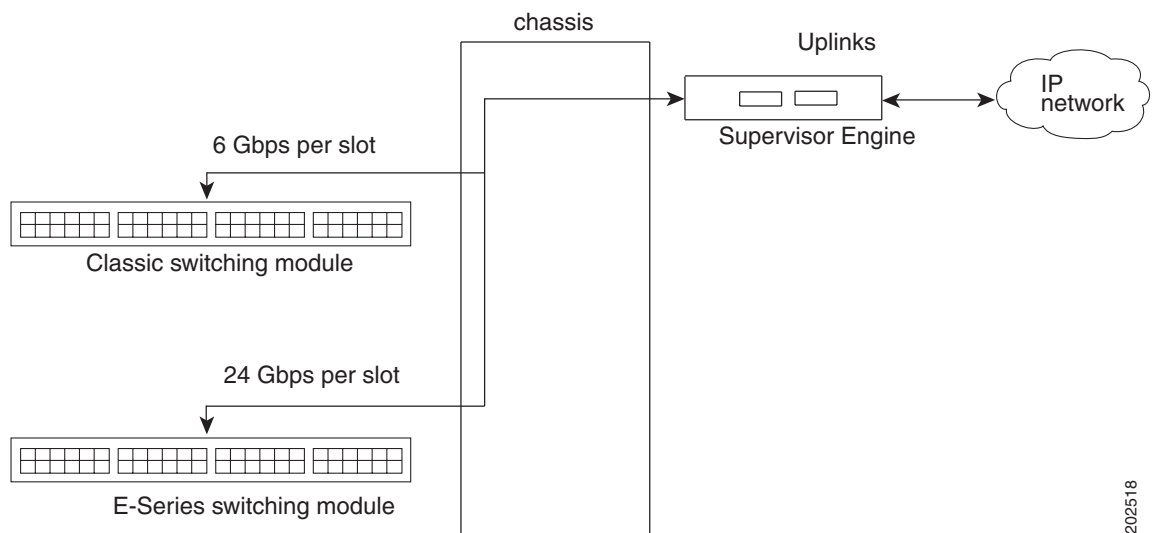 chassis
Uplinks
IP
network
Supervisor Engine
6 Gbps per slot
Classic switching module
24 Gbps per slot
E-Series switching module
202518